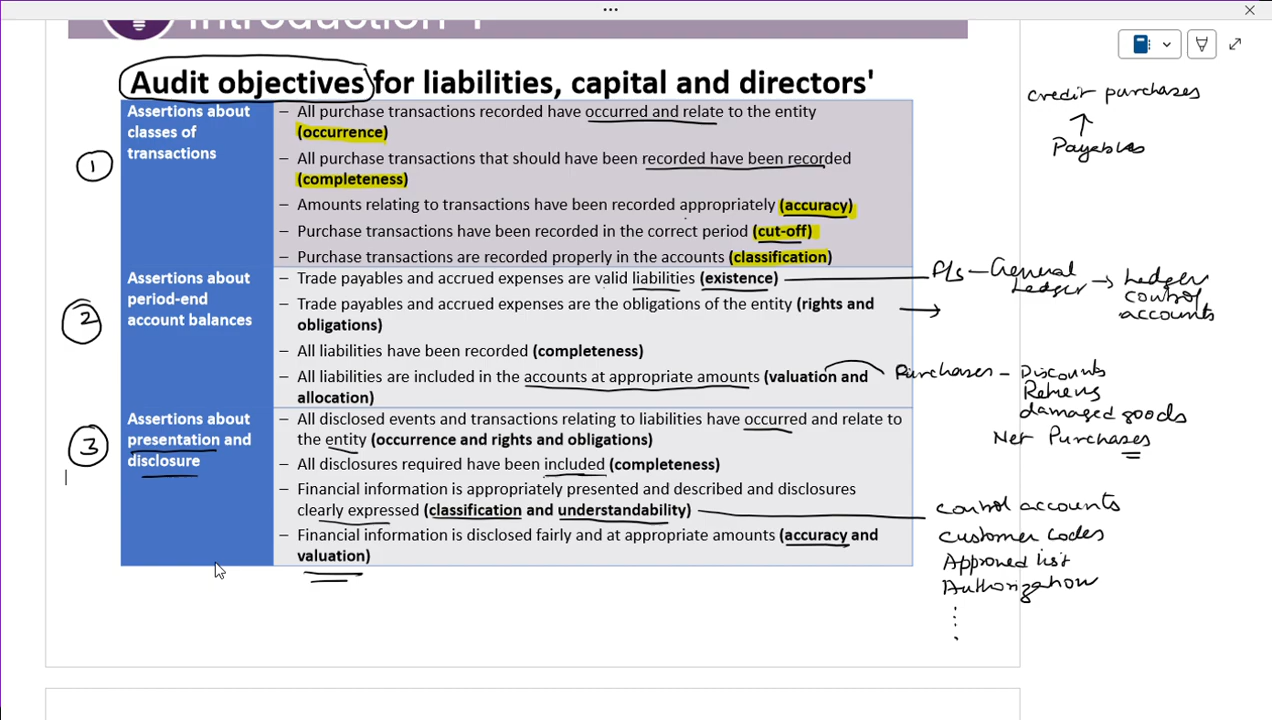 Introduction 1
Audit objectives for liabilities, capital and directors'
Assertions about
classes of
transactions
– All purchase transactions recorded have occurred and relate to the entity
(occurrence)
– All purchase transactions that should have been recorded have been recorded
(completeness)
– Amounts relating to transactions have been recorded appropriately (accuracy)
– Purchase transactions have been recorded in the correct period (cut-off)
– Purchase transactions are recorded properly in the accounts (classification)
1
Assertions about
period-end
account balances
– Trade payables and accrued expenses are valid liabilities (existence)
– Trade payables and accrued expenses are the obligations of the entity (rights and
obligations)
– All liabilities have been recorded (completeness)
– All liabilities are included in the accounts at appropriate amounts (valuation and
allocation)
2
Assertions about
presentation and
disclosure
– All disclosed events and transactions relating to liabilities have occurred and relate to
the entity (occurrence and rights and obligations)
– All disclosures required have been included (completeness)
– Financial information is appropriately presented and described and disclosures
clearly expressed (classification and understandability)
– Financial information is disclosed fairly and at appropriate amounts (accuracy and
valuation)
3
credit purchases
Payables
P/s – General
Ledger
Ledger
control
accounts
Purchases – Discounts
Returns
damaged goods
Net Purchases
control accounts
Customer Codes
Approved list
Authorization